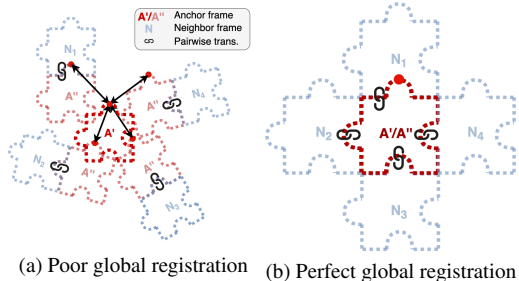 A'/A'' Anchor frame
N Neighbor frame
Pairwise trans.
N1
A''
A''
N4
A'
N2
A''
A''
N3
N1
N2
A'/A''
N4
N3
(a) Poor global registration
(b) Perfect global registration